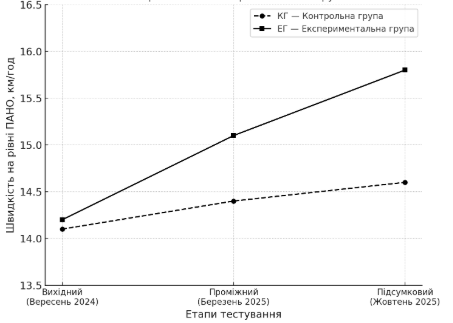 16.5
КГ — Контрольна група
ЕГ — Експериментальна група
16.0
15.5
15.0
14.5
14.0
13.5
Швидкість на рівні ПАНО, км/год
Вихідний
(Вересень 2024)
Проміжний
(Березень 2025)
Підсумковий
(Жовтень 2025)
Етапи тестування